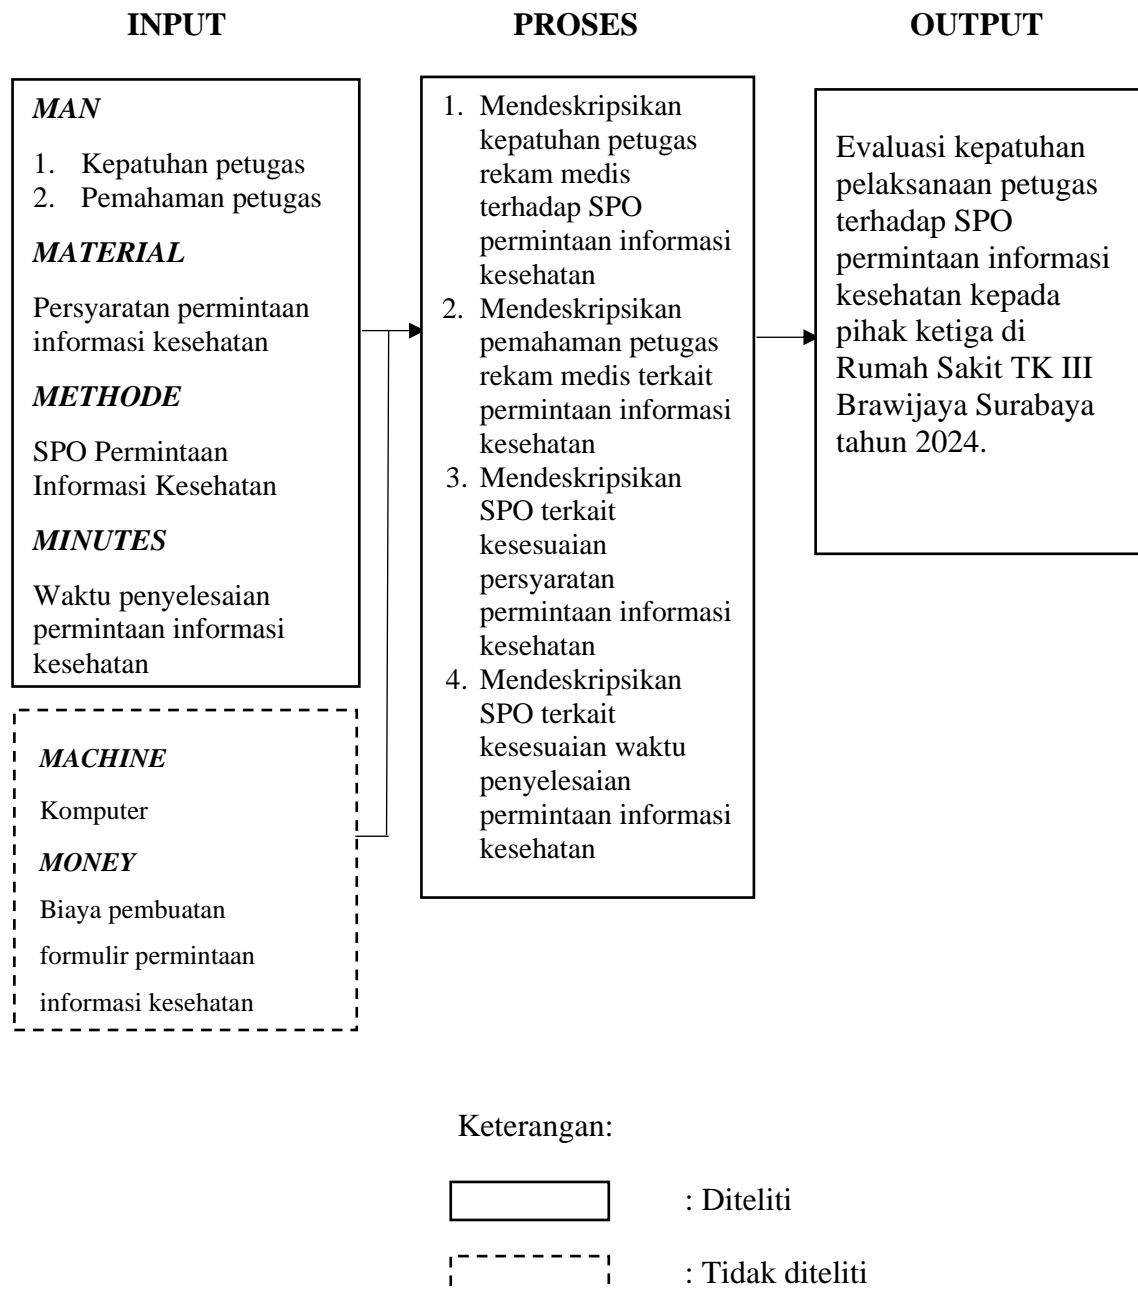 INPUT
PROSES
OUTPUT
MAN
1. Kepatuhan petugas
2. Pemahaman petugas
MATERIAL
Persyaratan permintaan
informasi kesehatan
METHODE
SPO Permintaan
Informasi Kesehatan
MINUTES
Waktu penyelesaian
permintaan informasi
kesehatan
MACHINE
Komputer
MONEY
Biaya pembuatan
formulir permintaan
informasi kesehatan
1. Mendeskripsikan
kepatuhan petugas
rekam medis
terhadap SPO
permintaan informasi
kesehatan
2. Mendeskripsikan
pemahaman petugas
rekam medis terkait
permintaan informasi
kesehatan
3. Mendeskripsikan
SPO terkait
kesesuaian
persyaratan
permintaan informasi
kesehatan
4. Mendeskripsikan
SPO terkait
kesesuaian waktu
penyelesaian
permintaan informasi
kesehatan
Evaluasi kepatuhan
pelaksanaan petugas
terhadap SPO
permintaan informasi
kesehatan kepada
pihak ketiga di
Rumah Sakit TK III
Brawijaya Surabaya
tahun 2024.
Keterangan:
: Diteliti
: Tidak diteliti